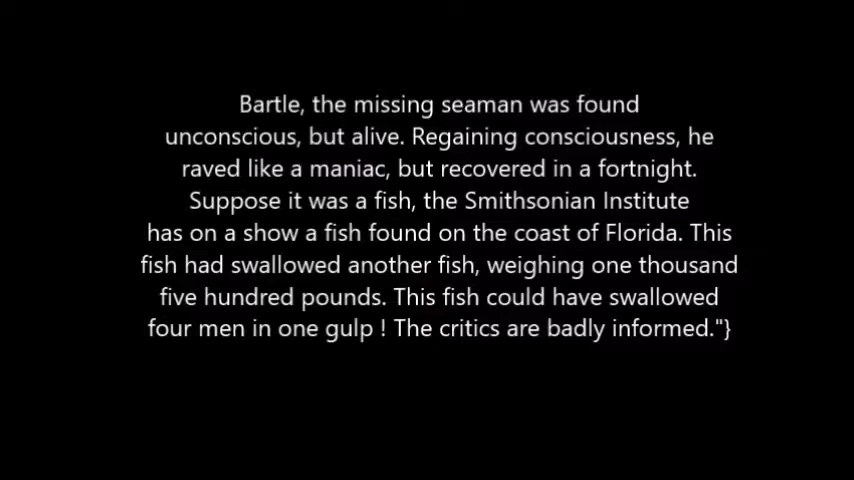 Bartle, the missing seaman was found
unconscious, but alive. Regaining consciousness, he
raved like a maniac, but recovered in a fortnight.
Suppose it was a fish, the Smithsonian Institute
has on a show a fish found on the coast of Florida. This
fish had swallowed another fish, weighing one thousand
five hundred pounds. This fish could have swallowed
four men in one gulp ! The critics are badly informed."}